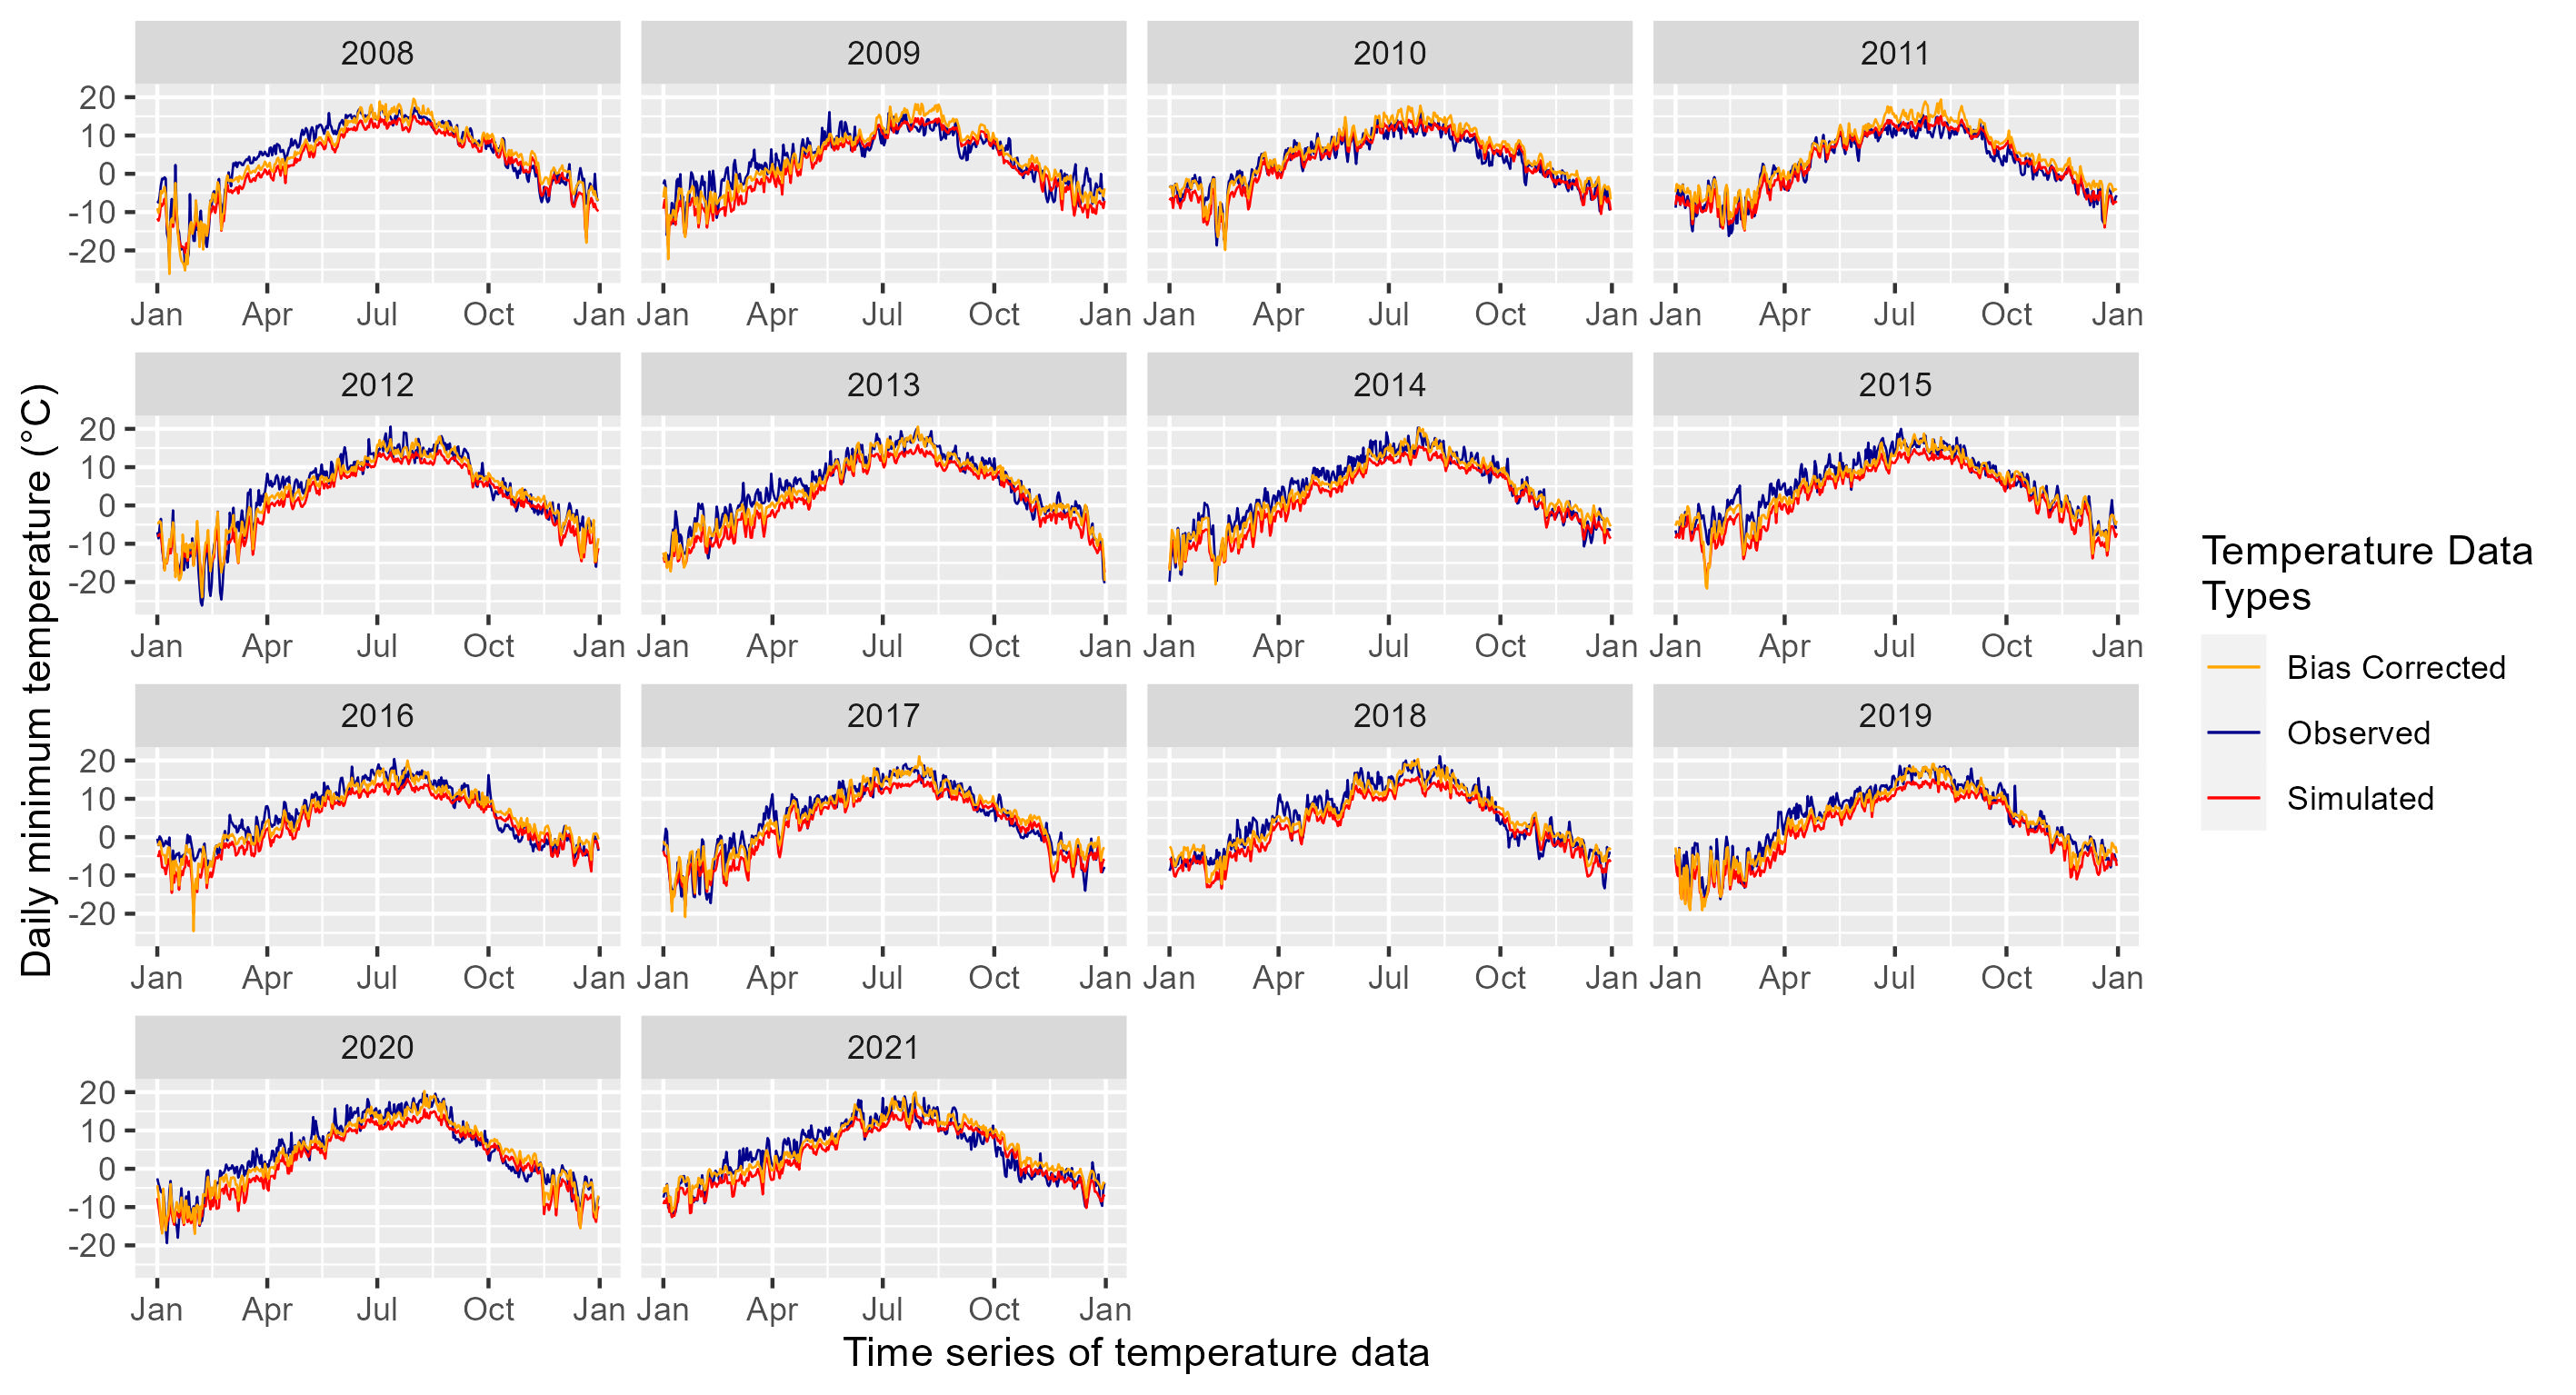 2008 2009 2010 2011
20
10
0
-10
-20
Jan Apr Jul Oct Jan Jan Apr Jul Oct Jan Jan Apr Jul Oct Jan Jan Apr Jul Oct Jan
2012 2013 2014 2015
20
10
0
-10
-20
Jan Apr Jul Oct Jan Jan Apr Jul Oct Jan Jan Apr Jul Oct Jan Jan Apr Jul Oct Jan
2016 2017 2018 2019
20
10
0
-10
-20
Jan Apr Jul Oct Jan Jan Apr Jul Oct Jan Jan Apr Jul Oct Jan Jan Apr Jul Oct Jan
2020 2021
20
10
0
-10
-20
Jan Apr Jul Oct Jan Jan Apr Jul Oct Jan
Time series of temperature data
Daily minimum temperature (°C)
Temperature Data
Types
Bias Corrected
Observed
Simulated